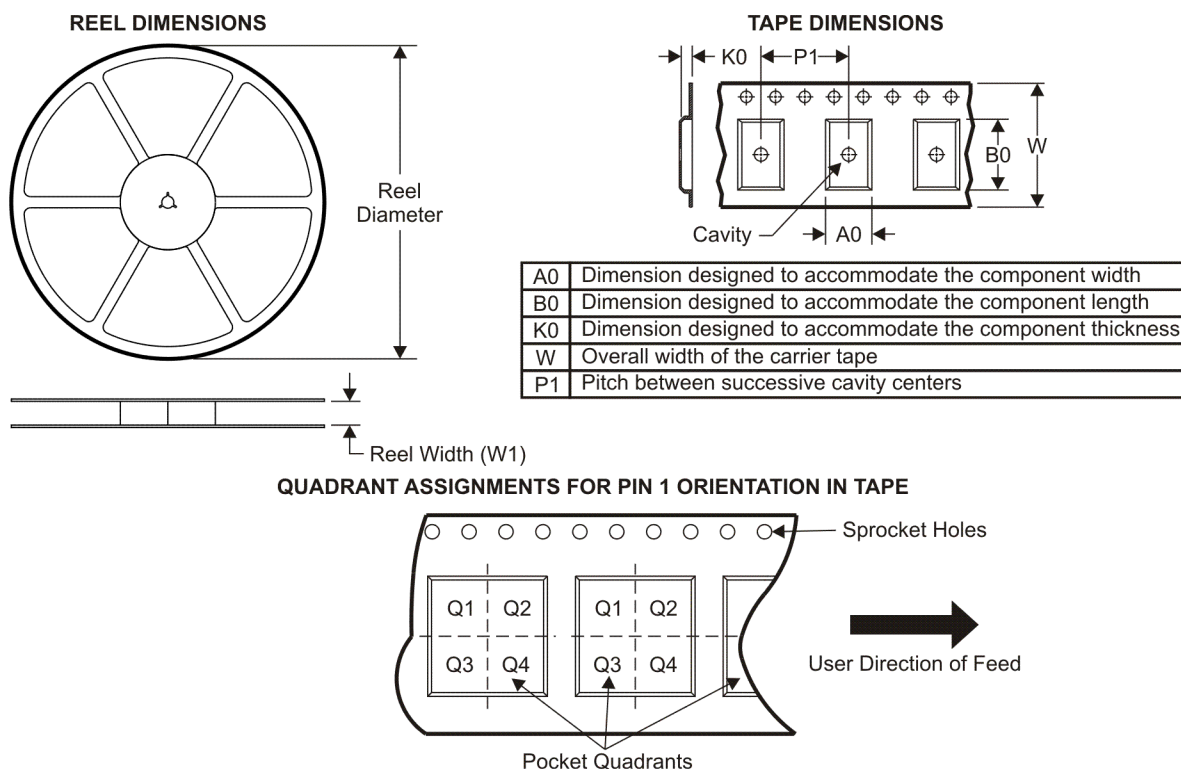 REEL DIMENSIONS
Reel
Diameter
Reel Width (W1)
TAPE DIMENSIONS
K0
P1
B0
W
Cavity
A0
A0 Dimension designed to accommodate the component width
B0 Dimension designed to accommodate the component length
K0 Dimension designed to accommodate the component thickness
W Overall width of the carrier tape
P1 Pitch between successive cavity centers
QUADRANT ASSIGNMENTS FOR PIN 1 ORIENTATION IN TAPE
Sprocket Holes
Q1 Q2 Q1 Q2
Q3 Q4 Q3 Q4
User Direction of Feed
Pocket Quadrants